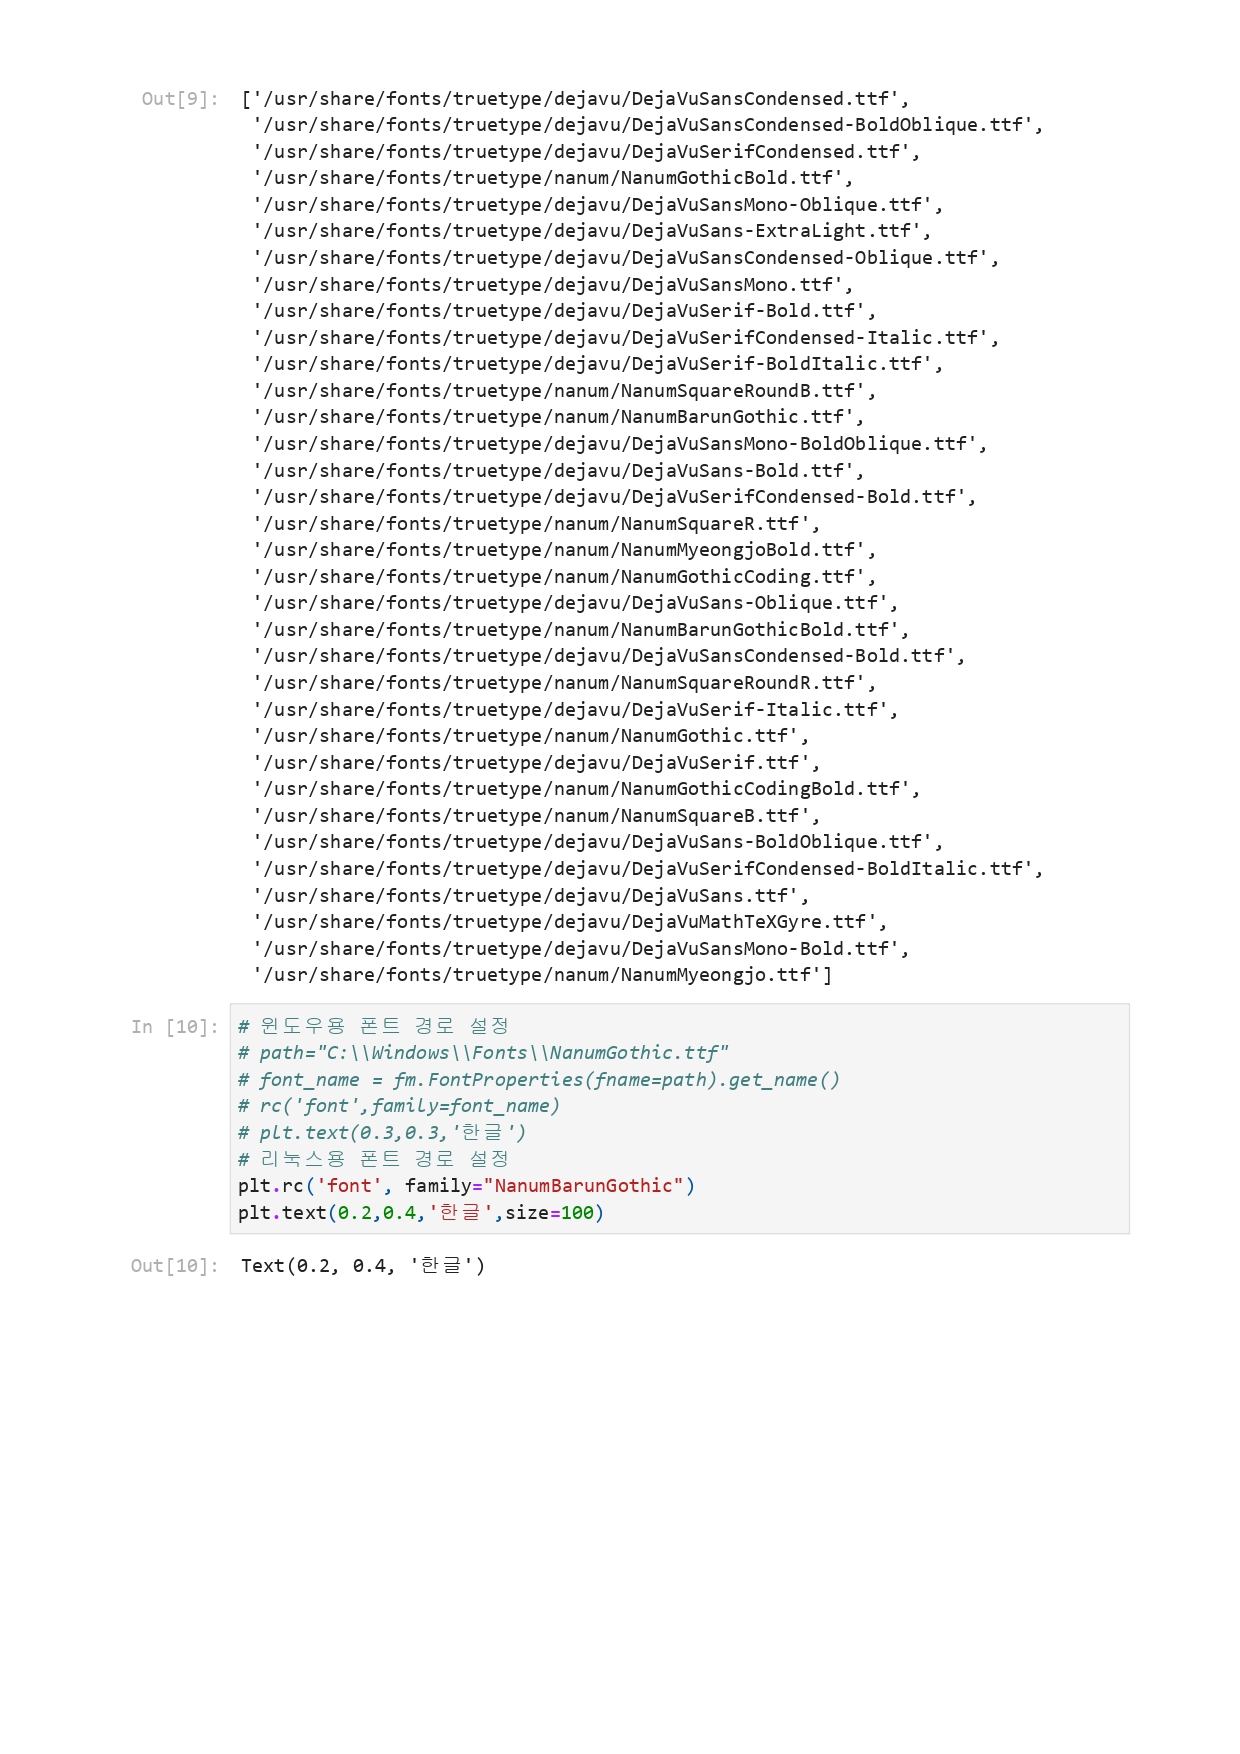 Out[9]: ['/usr/share/fonts/truetype/dejavu/DejaVuSansCondensed.ttf',
'/usr/share/fonts/truetype/dejavu/DejaVuSansCondensed-BoldOblique.ttf',
'/usr/share/fonts/truetype/dejavu/DejaVuSerifCondensed.ttf',
'/usr/share/fonts/truetype/nanum/NanumGothicBold.ttf',
'/usr/share/fonts/truetype/dejavu/DejaVuSansMono-Oblique.ttf',
'/usr/share/fonts/truetype/dejavu/DejaVuSans-ExtraLight.ttf',
'/usr/share/fonts/truetype/dejavu/DejaVuSansCondensed-Oblique.ttf',
'/usr/share/fonts/truetype/dejavu/DejaVuSansMono.ttf',
'/usr/share/fonts/truetype/dejavu/DejaVuSerif-Bold.ttf',
'/usr/share/fonts/truetype/dejavu/DejaVuSerifCondensed-Italic.ttf',
'/usr/share/fonts/truetype/dejavu/DejaVuSerif-BoldItalic.ttf',
'/usr/share/fonts/truetype/nanum/NanumSquareRoundB.ttf',
'/usr/share/fonts/truetype/nanum/NanumBarunGothic.ttf',
'/usr/share/fonts/truetype/dejavu/DejaVuSansMono-BoldOblique.ttf',
'/usr/share/fonts/truetype/dejavu/DejaVuSans-Bold.ttf',
'/usr/share/fonts/truetype/dejavu/DejaVuSerifCondensed-Bold.ttf',
'/usr/share/fonts/truetype/nanum/NanumSquareR.ttf',
'/usr/share/fonts/truetype/nanum/NanumMyeongjoBold.ttf',
'/usr/share/fonts/truetype/nanum/NanumGothicCoding.ttf',
'/usr/share/fonts/truetype/dejavu/DejaVuSans-Oblique.ttf',
'/usr/share/fonts/truetype/nanum/NanumBarunGothicBold.ttf',
'/usr/share/fonts/truetype/dejavu/DejaVuSansCondensed-Bold.ttf',
'/usr/share/fonts/truetype/nanum/NanumSquareRoundR.ttf',
'/usr/share/fonts/truetype/dejavu/DejaVuSerif-Italic.ttf',
'/usr/share/fonts/truetype/nanum/NanumGothic.ttf',
'/usr/share/fonts/truetype/dejavu/DejaVuSerif.ttf',
'/usr/share/fonts/truetype/nanum/NanumGothicCodingBold.ttf',
'/usr/share/fonts/truetype/nanum/NanumSquareB.ttf',
'/usr/share/fonts/truetype/dejavu/DejaVuSans-BoldOblique.ttf',
'/usr/share/fonts/truetype/dejavu/DejaVuSerifCondensed-BoldItalic.ttf',
'/usr/share/fonts/truetype/dejavu/DejaVuSans.ttf',
'/usr/share/fonts/truetype/dejavu/DejaVuMathTeXGyre.ttf',
'/usr/share/fonts/truetype/dejavu/DejaVuSansMono-Bold.ttf',
'/usr/share/fonts/truetype/nanum/NanumMyeongjo.ttf']
In [10]: # 윈도우용 폰트 경로 설정
# path="C:\\Windows\\Fonts\\NanumGothic.ttf"
# font_name = fm.FontProperties(fname=path).get_name()
# rc('font',family=font_name)
# plt.text(0.3,0.3,'한글')
# 리눅스용 폰트 경로 설정
plt.rc('font', family="NanumBarunGothic")
plt.text(0.2,0.4,'한글',size=100)
Out[10]: Text(0.2, 0.4, '한글')